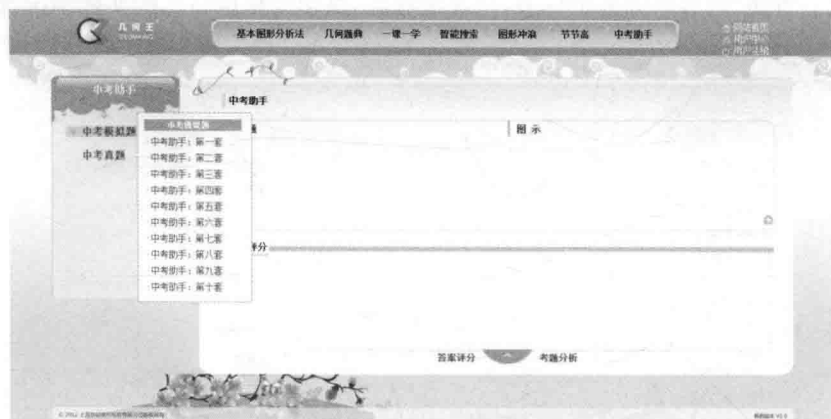 几何王
基本图形分析法 几何题典 一课一学 智能搜索 图形冲浪 节节高 中考助手
中考助手
中考助手
中考模拟题
中考真题
中考模拟题
中考助手：第一套
中考助手：第二套
中考助手：第三套
中考助手：第四套
中考助手：第五套
中考助手：第六套
中考助手：第七套
中考助手：第八套
中考助手：第九套
中考助手：第十套
图示
评分
答案评分 考题分析